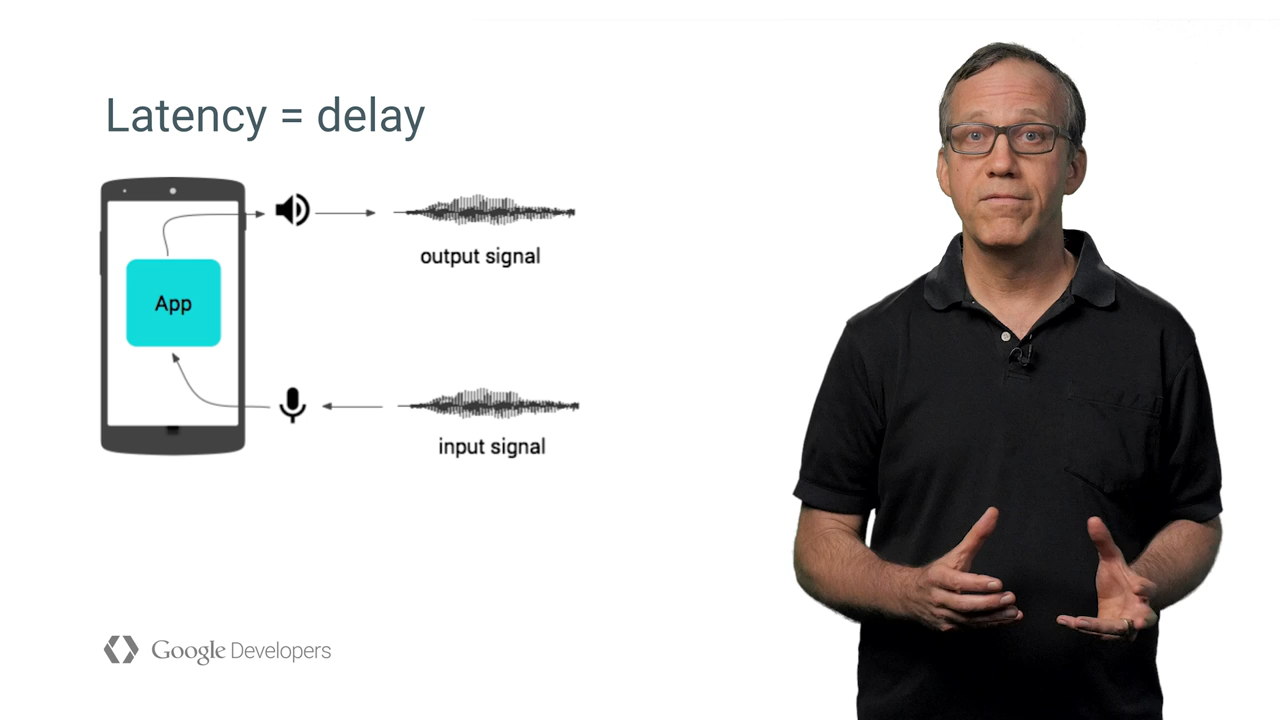 Latency = delay
output signal
App
input signal
Google Developers